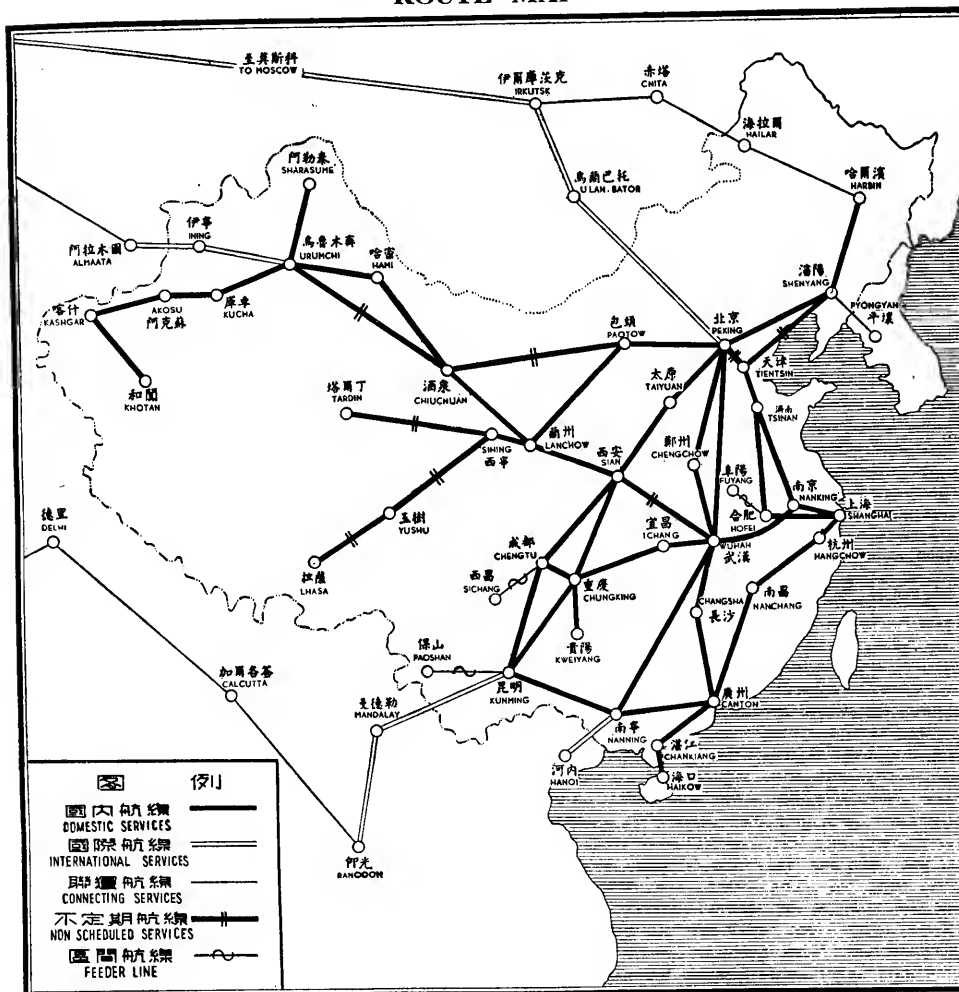 ROUTE MAP
至莫斯科
TO MOSCOW
伊爾庫茨克
IRKUTSK
赤塔
CHITA
海拉爾
HAILAR
哈爾濱
HARBIN
阿勒泰
SHARASUME
烏蘭巴托
ULAN-BATOR
伊寧
INING
阿拉木圖
ALMAATA
烏魯木齊
URUMCHI
哈密
HAMI
瀋陽
SHENYANG
PYONGYAN
平壤
喀什
KASHGAR
AKOSU
阿克蘇
庫車
KUCHA
包頭
PAOTOW
北京
PEKING
和闐
KHOTAN
塔爾丁
TARDIN
酒泉
CHIUCHUAN
太原
TAIYUAN
天津
TIENTSIN
濟南
TSINAN
SIHING
西寧
蘭州
LANCHOW
西安
SIAN
鄭州
CHENGCHOW
阜陽
FUYANG
南京
NANKING
上海
SHANGHAI
德里
DELHI
玉樹
YUSHU
宜昌
ICHANG
合肥
HOFEI
WUHAN
武漢
杭州
HANGCHOW
拉薩
LHASA
成都
CHENGTU
西昌
SICHANG
重慶
CHUNGKING
CHANGSHA
長沙
南昌
NANCHANG
貴陽
KWEIYANG
保山
PAOSHAN
昆明
KUNMING
加爾各答
CALCUTTA
曼德勒
MANDALAY
廣州
CANTON
南寧
NANNING
湛江
CHANKIANG
河內
HANOI
海口
HAIKOW
仰光
RANGOON
图 例
國內航線
DOMESTIC SERVICES
國際航線
INTERNATIONAL SERVICES
聯運航線
CONNECTING SERVICES
不定期航線
NON SCHEDULED SERVICES
區間航線
FEEDER LINE